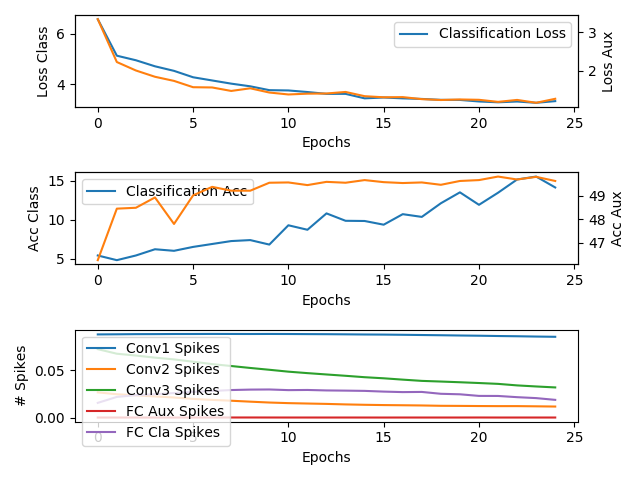 Loss Class
6
4
Classification Loss
3
2
Loss Aux
0 5 10 15 20 25
Epochs
Acc Class
15
10
5
Classification Acc
49
48
47
Acc Aux
0 5 10 15 20 25
Epochs
# Spikes
0.05
0.00
Conv1 Spikes
Conv2 Spikes
Conv3 Spikes
FC Aux Spikes
FC Cla Spikes
0 5 10 15 20 25
Epochs